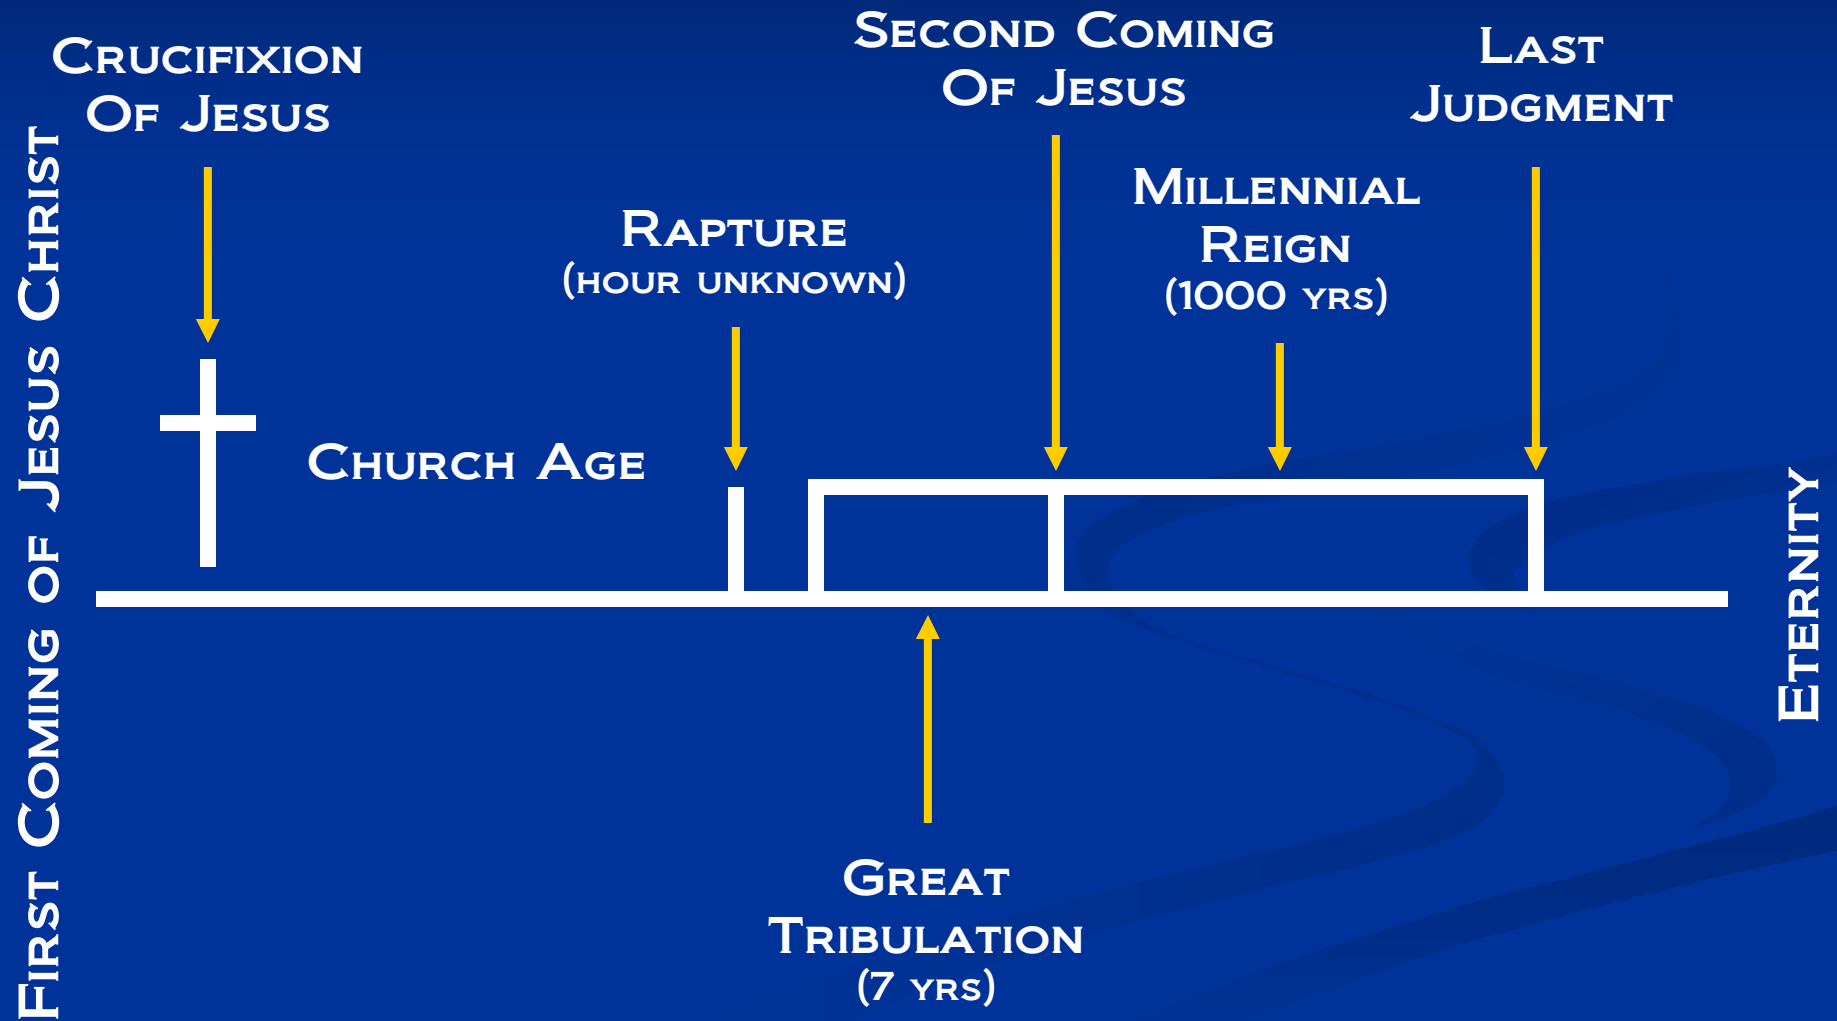 First Coming of Jesus Christ
Crucifixion
Of Jesus
Church Age
Rapture
(hour unknown)
Second Coming
Of Jesus
Millennial
Reign
(1000 yrs)
Last
Judgment
Great
Tribulation
(7 yrs)
Eternity